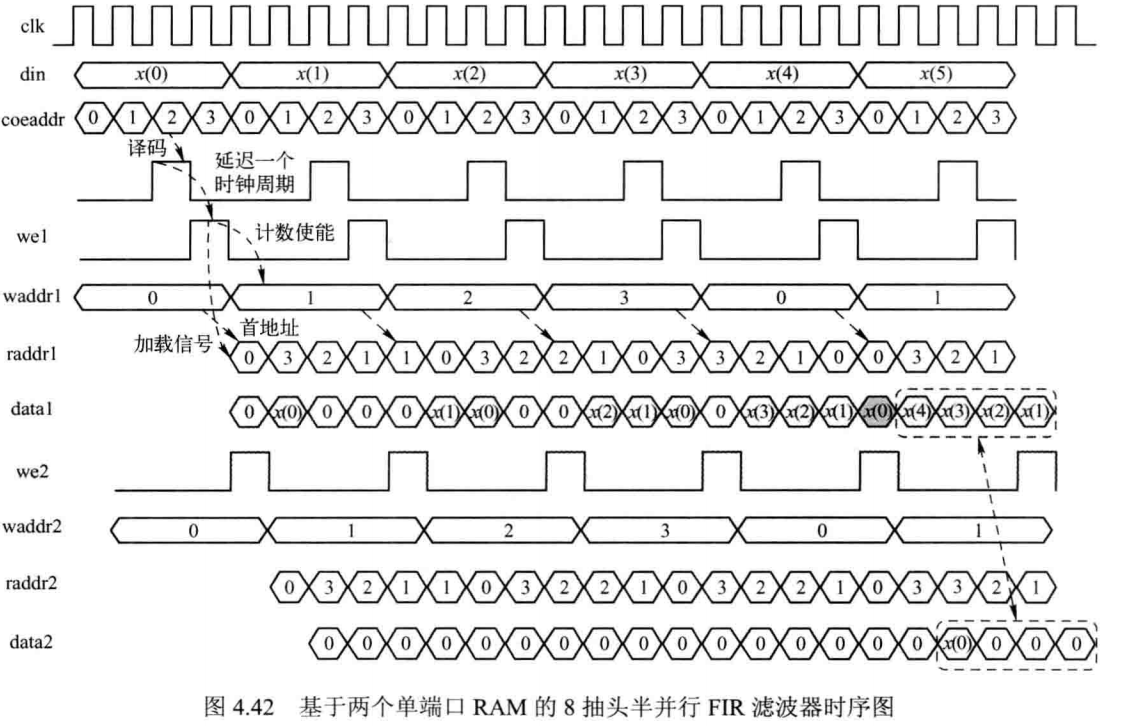 clk
din x(0) x(1) x(2) x(3) x(4) x(5)
coeaddr 0 1 2 3 0 1 2 3 0 1 2 3 0 1 2 3 0 1 2 3 0 1 2 3
译码 延迟一个
时钟周期
we1 计数使能
waddr1 0 1 2 3 0 1
加载信号 首地址
raddr1 0 3 2 1 1 0 3 2 2 1 0 3 3 2 1 0 0 3 2 1
data1 0 x(0) 0 0 0 x(1) x(0) 0 0 x(2) x(1) x(0) 0 x(3) x(2) x(1) x(0) x(4) x(3) x(2) x(1)
we2
waddr2 0 1 2 3 0 1
raddr2 0 3 2 1 1 0 3 2 2 1 0 3 2 2 1 0 3 3 2 1
data2 0 0 0 0 0 0 0 0 0 0 0 0 0 0 0 0 x(0) 0 0 0
图 4.42 基于两个单端口 RAM 的 8 抽头半并行 FIR 滤波器时序图